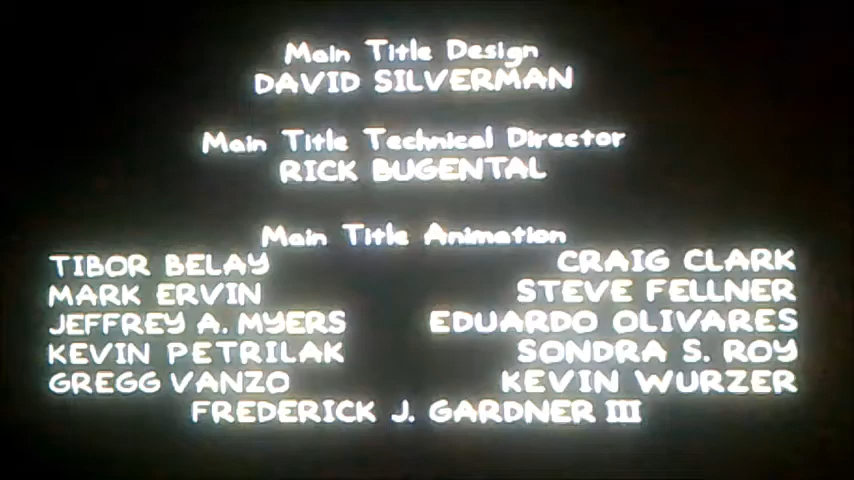 Main Title Design
DAVID SILVERMAN
Main Title Technical Director
RICK BUGENTAL
Main Title Animation
TIBOR BELAY CRAIG CLARK
MARK ERVIN STEVE FELLNER
JEFFREY A. MYERS EDUARDO OLIVARES
KEVIN PETRILAK SONDRA S. ROY
GREGG VANZO KEVIN WURZER
FREDERICK J. GARDNER III